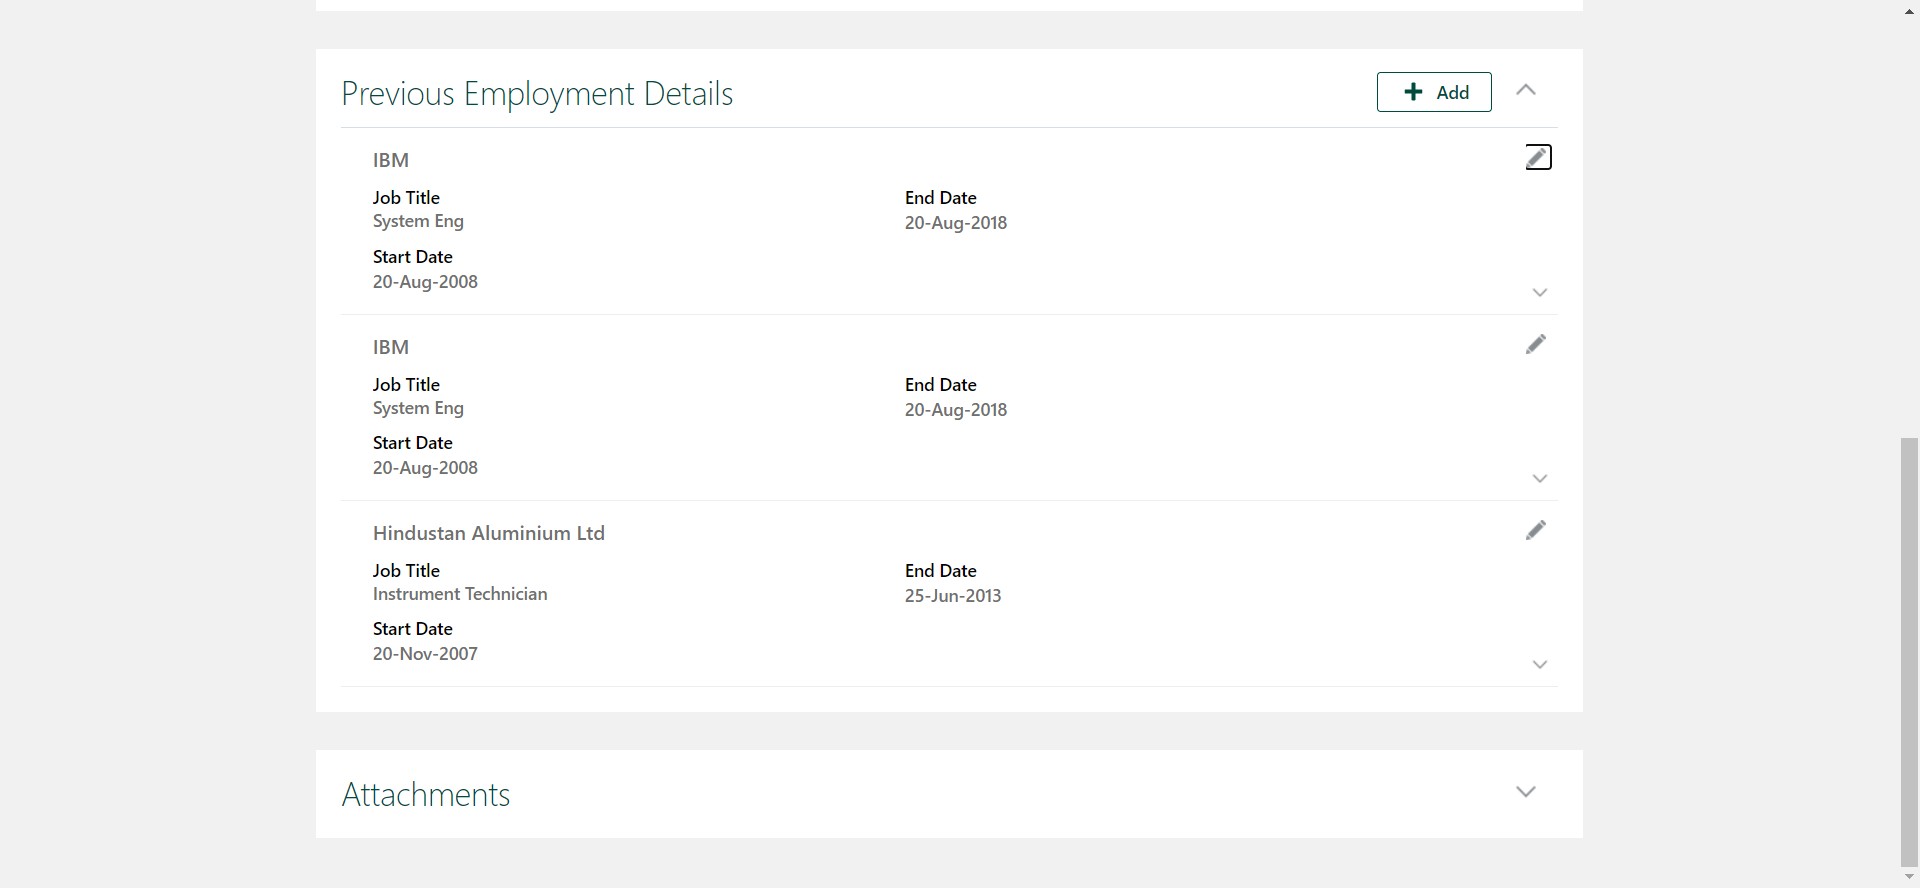 Previous Employment Details
Add
IBM
Job Title
System Eng
End Date
20-Aug-2018
Start Date
20-Aug-2008
IBM
Job Title
System Eng
End Date
20-Aug-2018
Start Date
20-Aug-2008
Hindustan Aluminium Ltd
Job Title
Instrument Technician
End Date
25-Jun-2013
Start Date
20-Nov-2007
Attachments